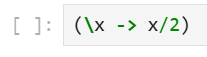 [ ]: (\x -> x/2)